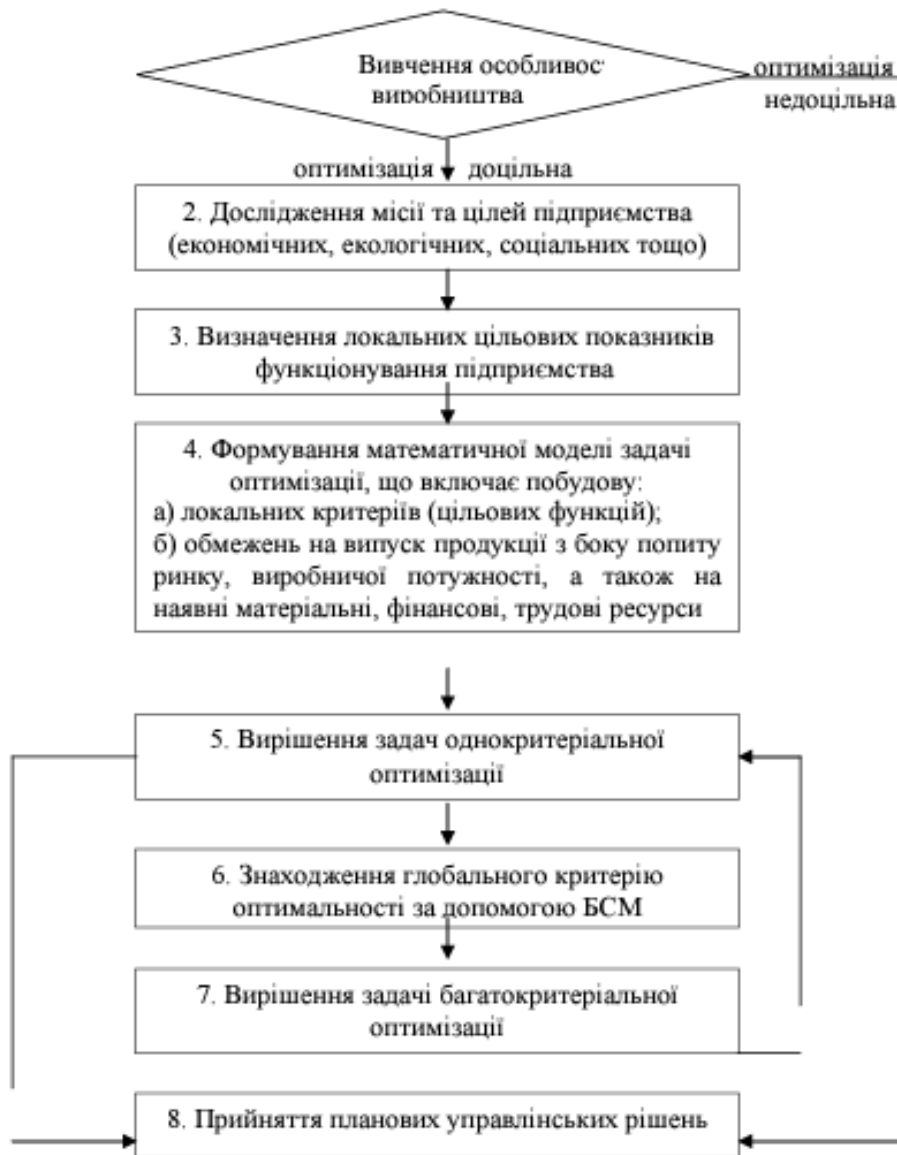 Вивчення особливос
виробництва
оптимізація
недоцільна
оптимізація доцільна
2. Дослідження місії та цілей підприємства
(економічних, екологічних, соціальних тощо)
3. Визначення локальних цільових показників
функціонування підприємства
4. Формування математичної моделі задачі
оптимізації, що включає побудову:
а) локальних критеріїв (цільових функцій);
б) обмежень на випуск продукції з боку попиту
ринку, виробничої потужності, а також на
наявні матеріальні, фінансові, трудові ресурси
5. Вирішення задач однокритеріальної
оптимізації
6. Знаходження глобального критерію
оптимальності за допомогою БСМ
7. Вирішення задачі багатокритеріальної
оптимізації
8. Прийняття планових управлінських рішень